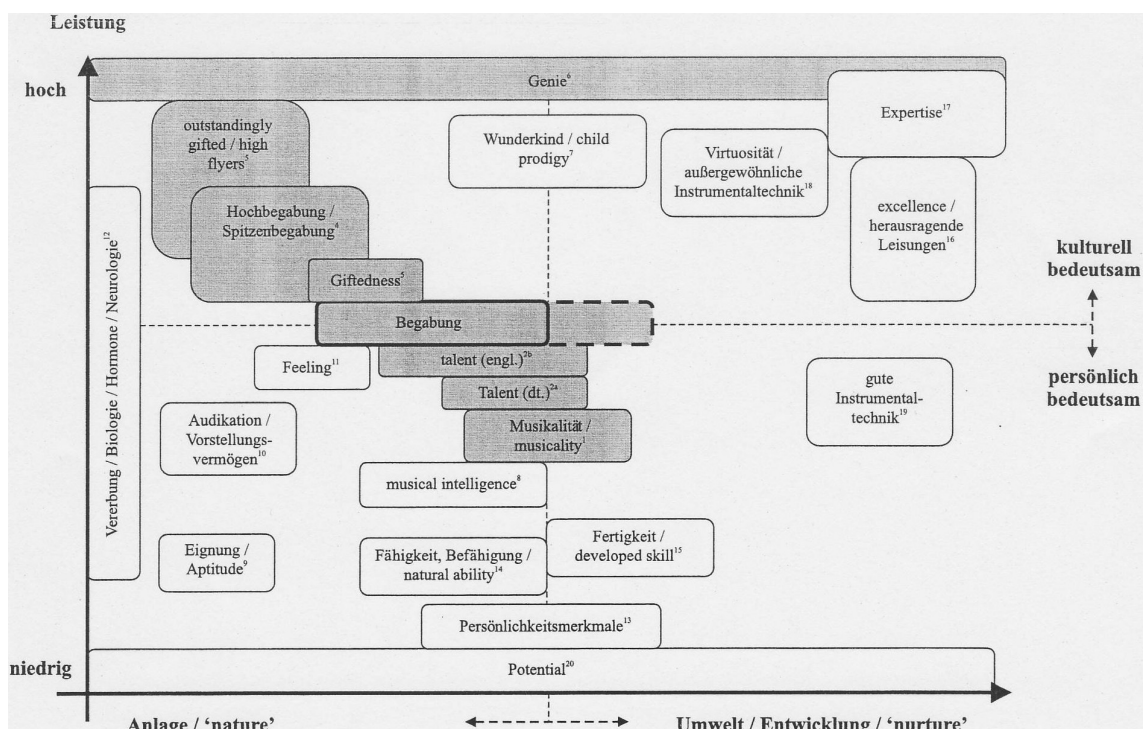 Leistung
hoch
Genie⁶
Expertise¹⁷
outstandingly
gifted / high
flyers⁵
Wunderkind / child
prodigy⁷
Virtuosität /
außergewöhnliche
Instrumentaltechnik¹⁸
Hochbegabung /
Spitzenbegabung⁴
excellence /
herausragende
Leisungen¹⁶
Vererbung / Biologie / Hormone / Neurologie¹²
kulturell
bedeutsam
Giftedness⁵
Begabung
Feeling¹¹
talent (engl.)²ᵇ
persönlich
bedeutsam
Talent (dt.)²ᵃ
gute
Instrumental-
technik¹⁹
Audikation /
Vorstellungs-
vermögen¹⁰
Musikalität /
musicality¹
musical intelligence⁸
Eignung /
Aptitude⁹
Fähigkeit, Befähigung /
natural ability¹⁴
Fertigkeit /
developed skill¹⁵
Persönlichkeitsmerkmale¹³
niedrig
Potential²⁰
Anlage / ‘nature’
Umwelt / Entwicklung / ‘nurture’